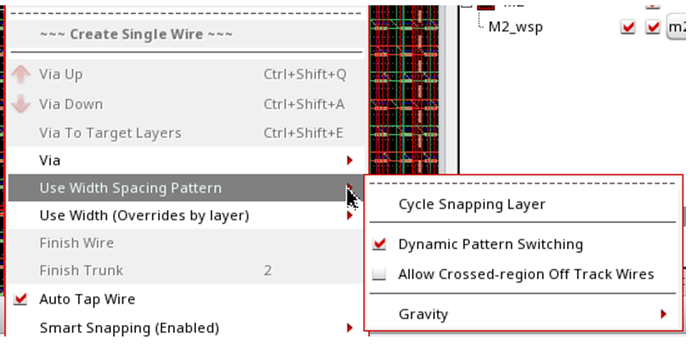 ~~~ Create Single Wire ~~~
Via Up Ctrl+Shift+Q
Via Down Ctrl+Shift+A
Via To Target Layers Ctrl+Shift+E
Via
Use Width Spacing Pattern
Use Width (Overrides by layer)
Finish Wire
Finish Trunk 2
Auto Tap Wire
Smart Snapping (Enabled)
M2_wsp
Cycle Snapping Layer
Dynamic Pattern Switching
Allow Crossed-region Off Track Wires
Gravity